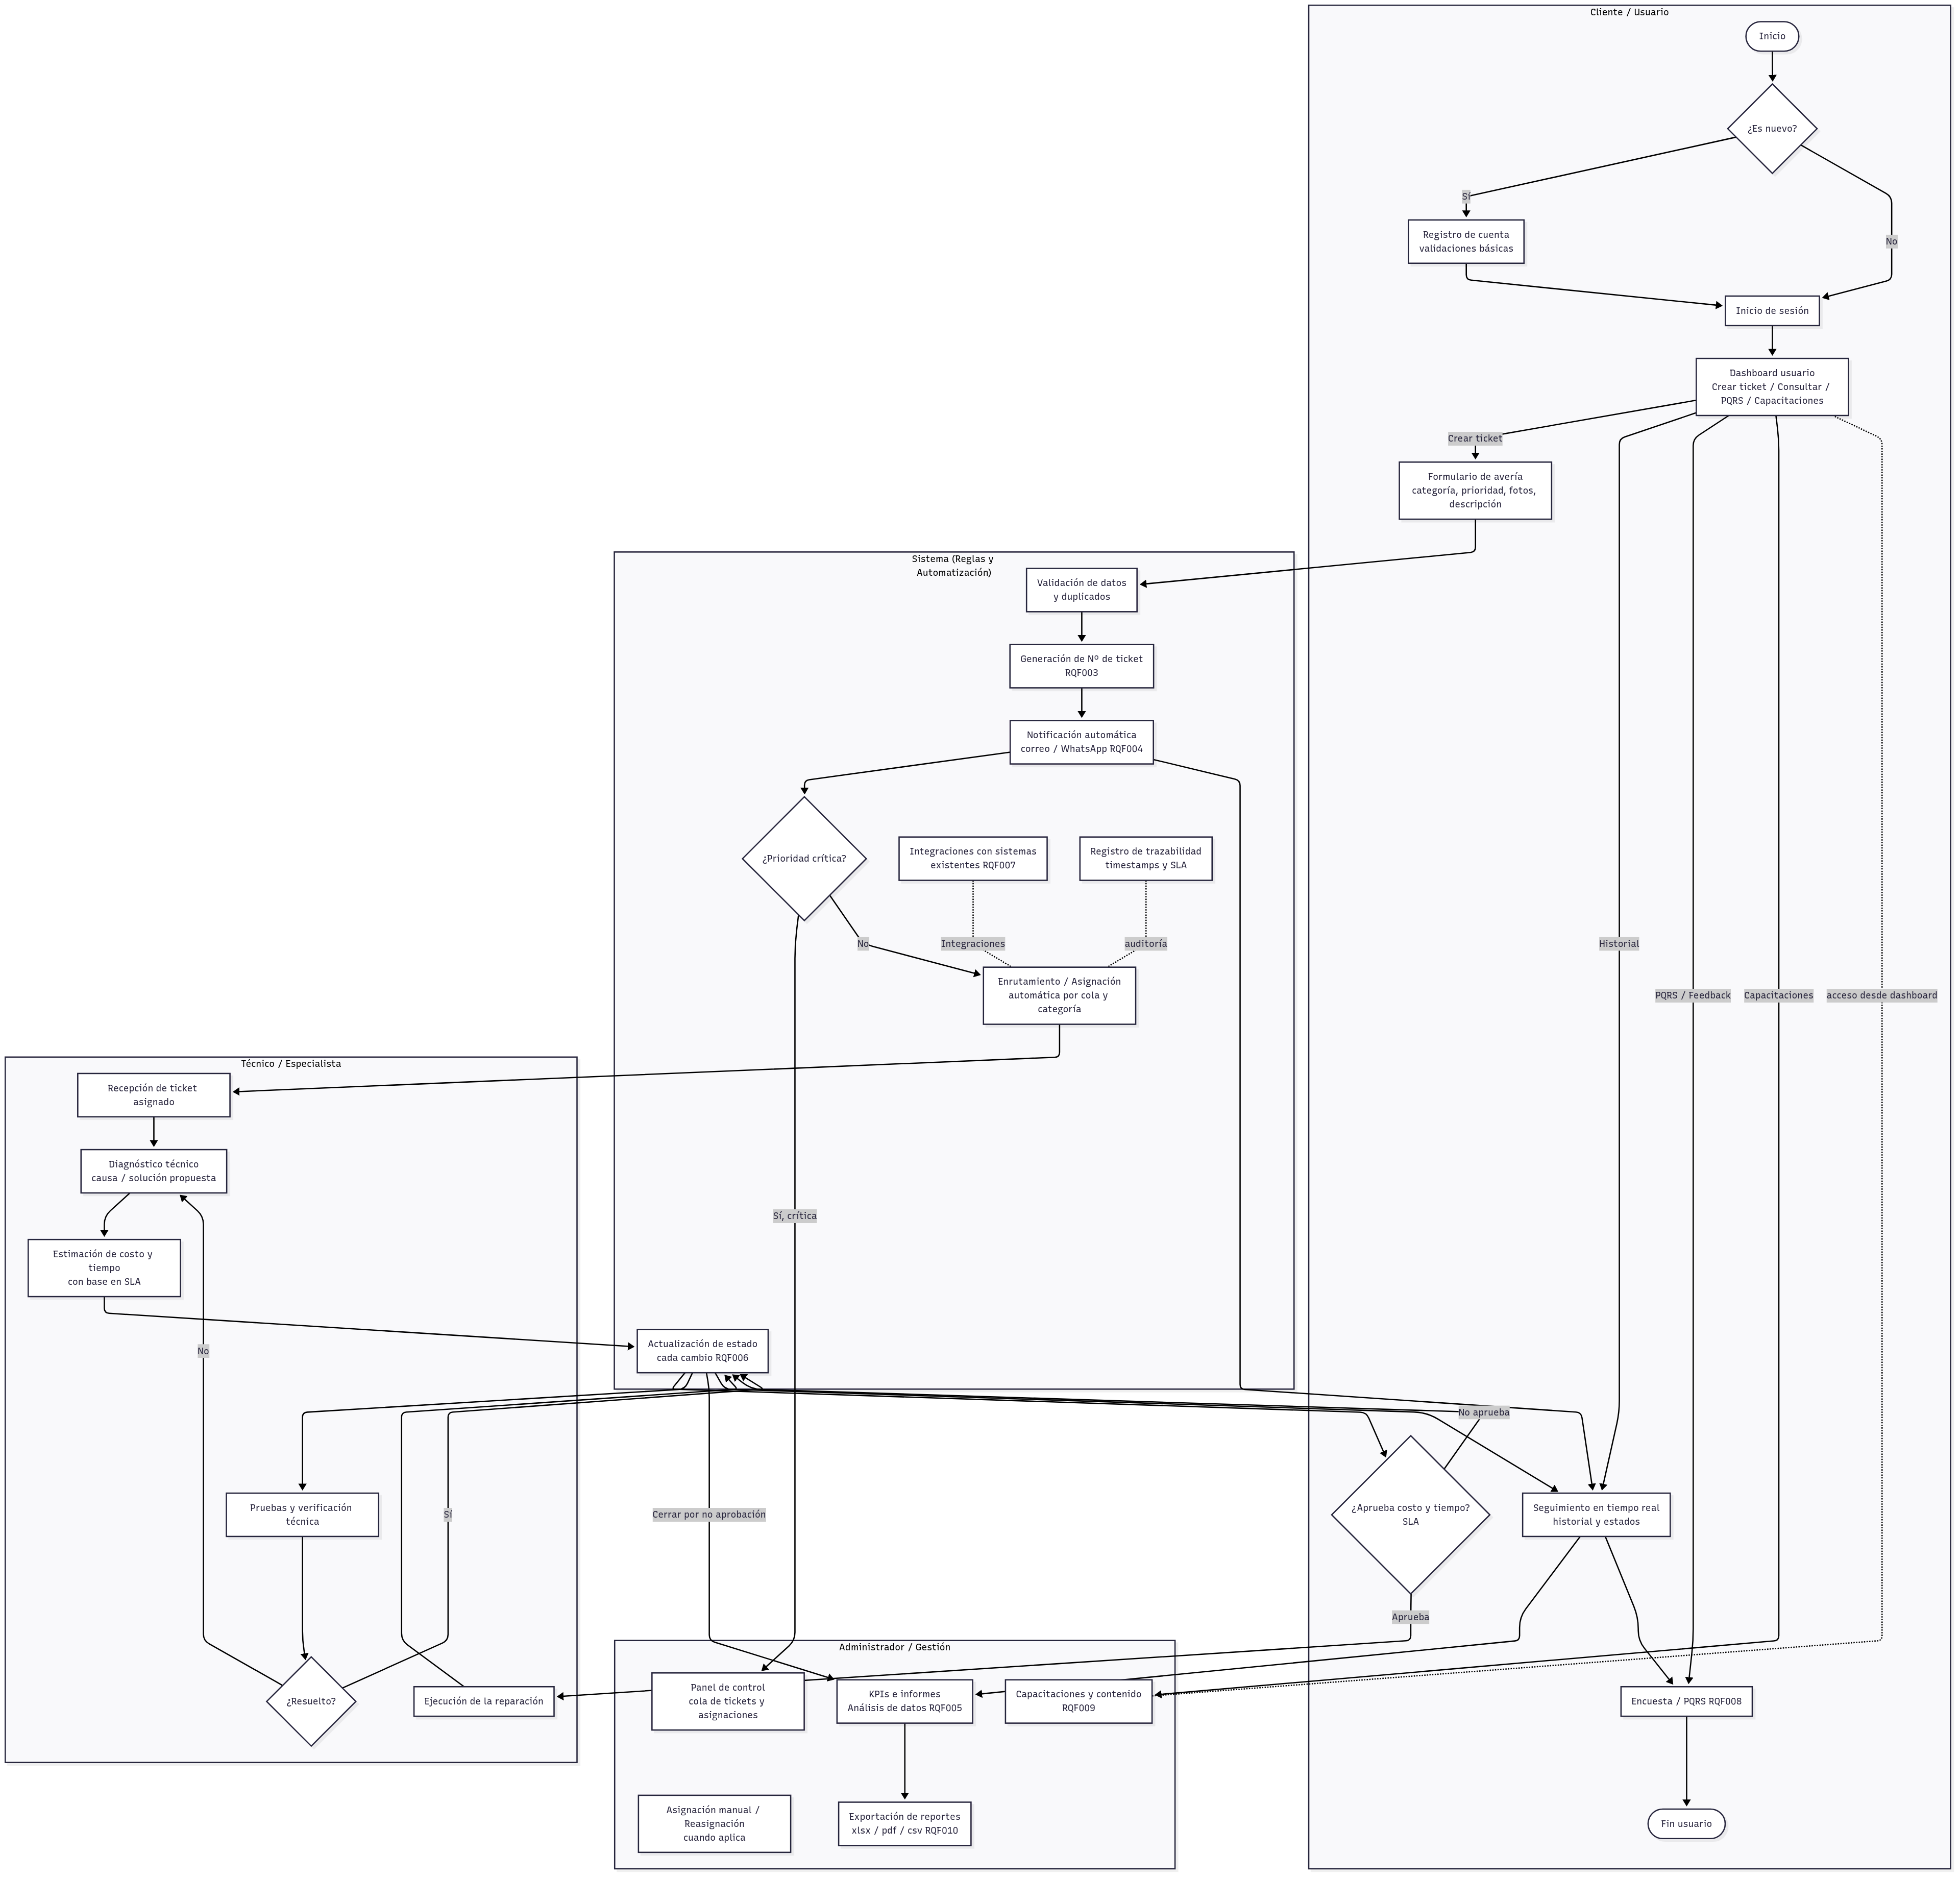 Cliente / Usuario
Inicio
¿Es nuevo?
Sí
Registro de cuenta
validaciones básicas
No
Inicio de sesión
Dashboard usuario
Crear ticket / Consultar /
PQRS / Capacitaciones
Crear ticket
Formulario de avería
categoría, prioridad, fotos,
descripción
Historial
PQRS / Feedback
Capacitaciones
acceso desde dashboard
Sistema (Reglas y
Automatización)
Validación de datos
y duplicados
Generación de Nº de ticket
RQF003
Notificación automática
correo / WhatsApp RQF004
¿Prioridad crítica?
Integraciones con sistemas
existentes RQF007
Registro de trazabilidad
timestamps y SLA
No
Integraciones
auditoría
Enrutamiento / Asignación
automática por cola y
categoría
Sí, crítica
Actualización de estado
cada cambio RQF006
Técnico / Especialista
Recepción de ticket
asignado
Diagnóstico técnico
causa / solución propuesta
Estimación de costo y
tiempo
con base en SLA
No
Sí
Pruebas y verificación
técnica
¿Resuelto?
Ejecución de la reparación
Cerrar por no aprobación
No aprueba
¿Aprueba costo y tiempo?
SLA
Aprueba
Seguimiento en tiempo real
historial y estados
Encuesta / PQRS RQF008
Fin usuario
Administrador / Gestión
Panel de control
cola de tickets y
asignaciones
KPIs e informes
Análisis de datos RQF005
Capacitaciones y contenido
RQF009
Asignación manual /
Reasignación
cuando aplica
Exportación de reportes
xlsx / pdf / csv RQF010